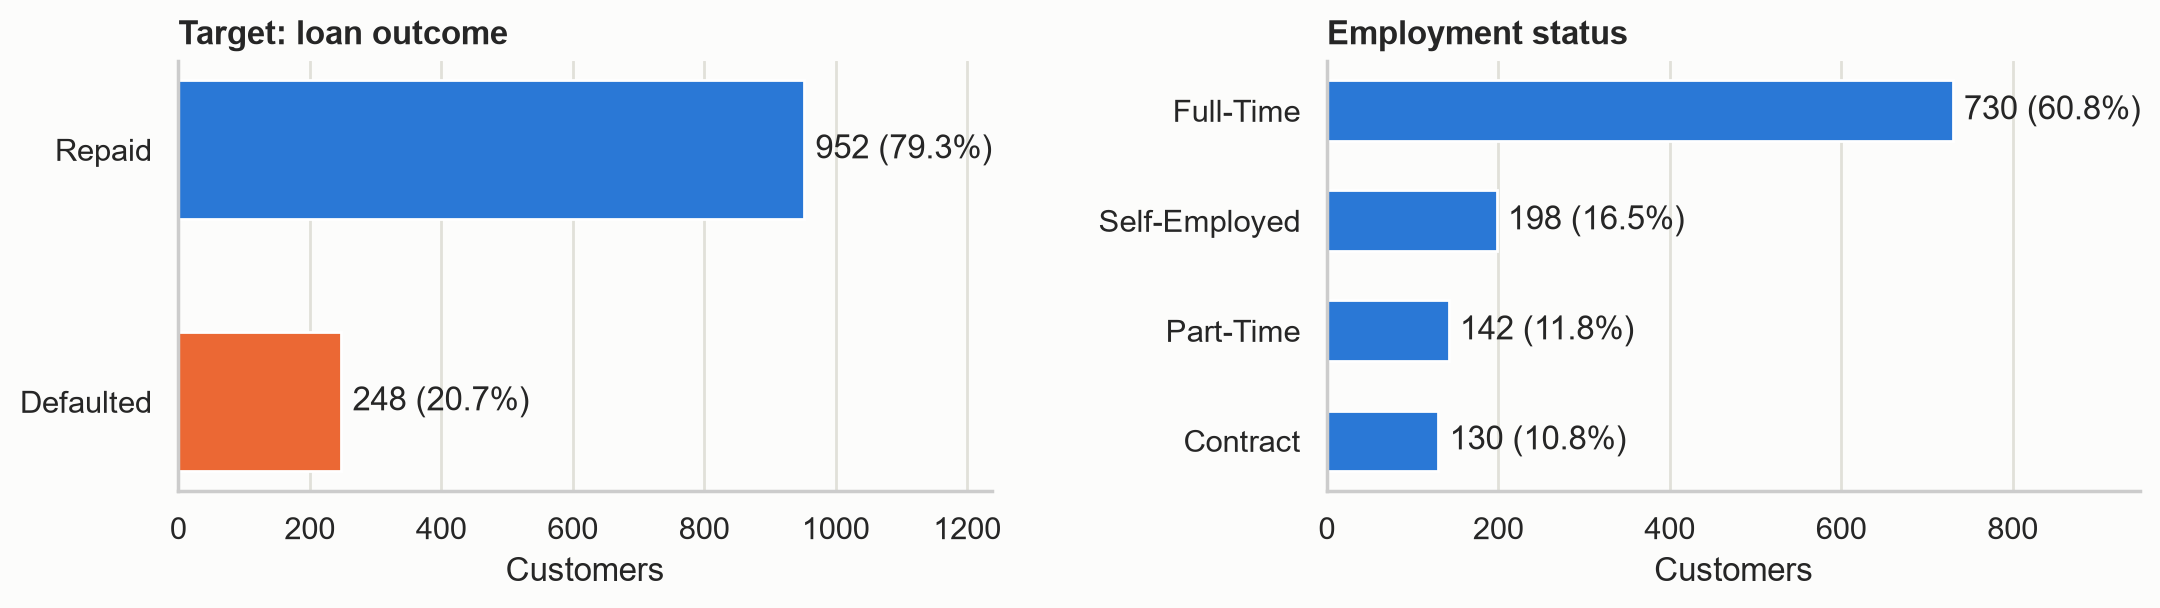 Target: loan outcome
Repaid
952 (79.3%)
Defaulted
248 (20.7%)
0 200 400 600 800 1000 1200
Customers
Employment status
Full-Time
730 (60.8%)
Self-Employed
198 (16.5%)
Part-Time
142 (11.8%)
Contract
130 (10.8%)
0 200 400 600 800
Customers